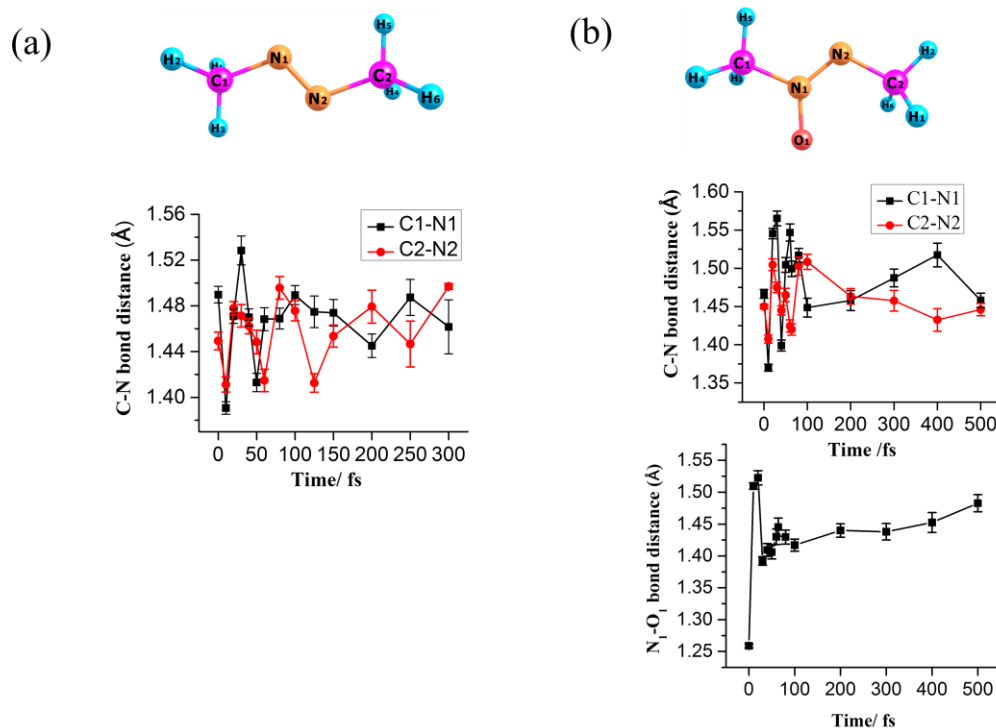 (a)
H5
H2
H1
N1
C1
C2
N2
H4
H6
H3
1.56
1.52
1.48
1.44
1.40
C-N bond distance (Å)
C1-N1
C2-N2
0 50 100 150 200 250 300
Time/ fs
(b)
H5
N2
H2
C1
H4
H3
N1
C2
H6
H1
O1
1.60
1.55
1.50
1.45
1.40
1.35
C-N bond distance (Å)
C1-N1
C2-N2
0 100 200 300 400 500
Time /fs
1.55
1.50
1.45
1.40
1.35
1.30
1.25
N1-O1 bond distance (Å)
0 100 200 300 400 500
Time/ fs